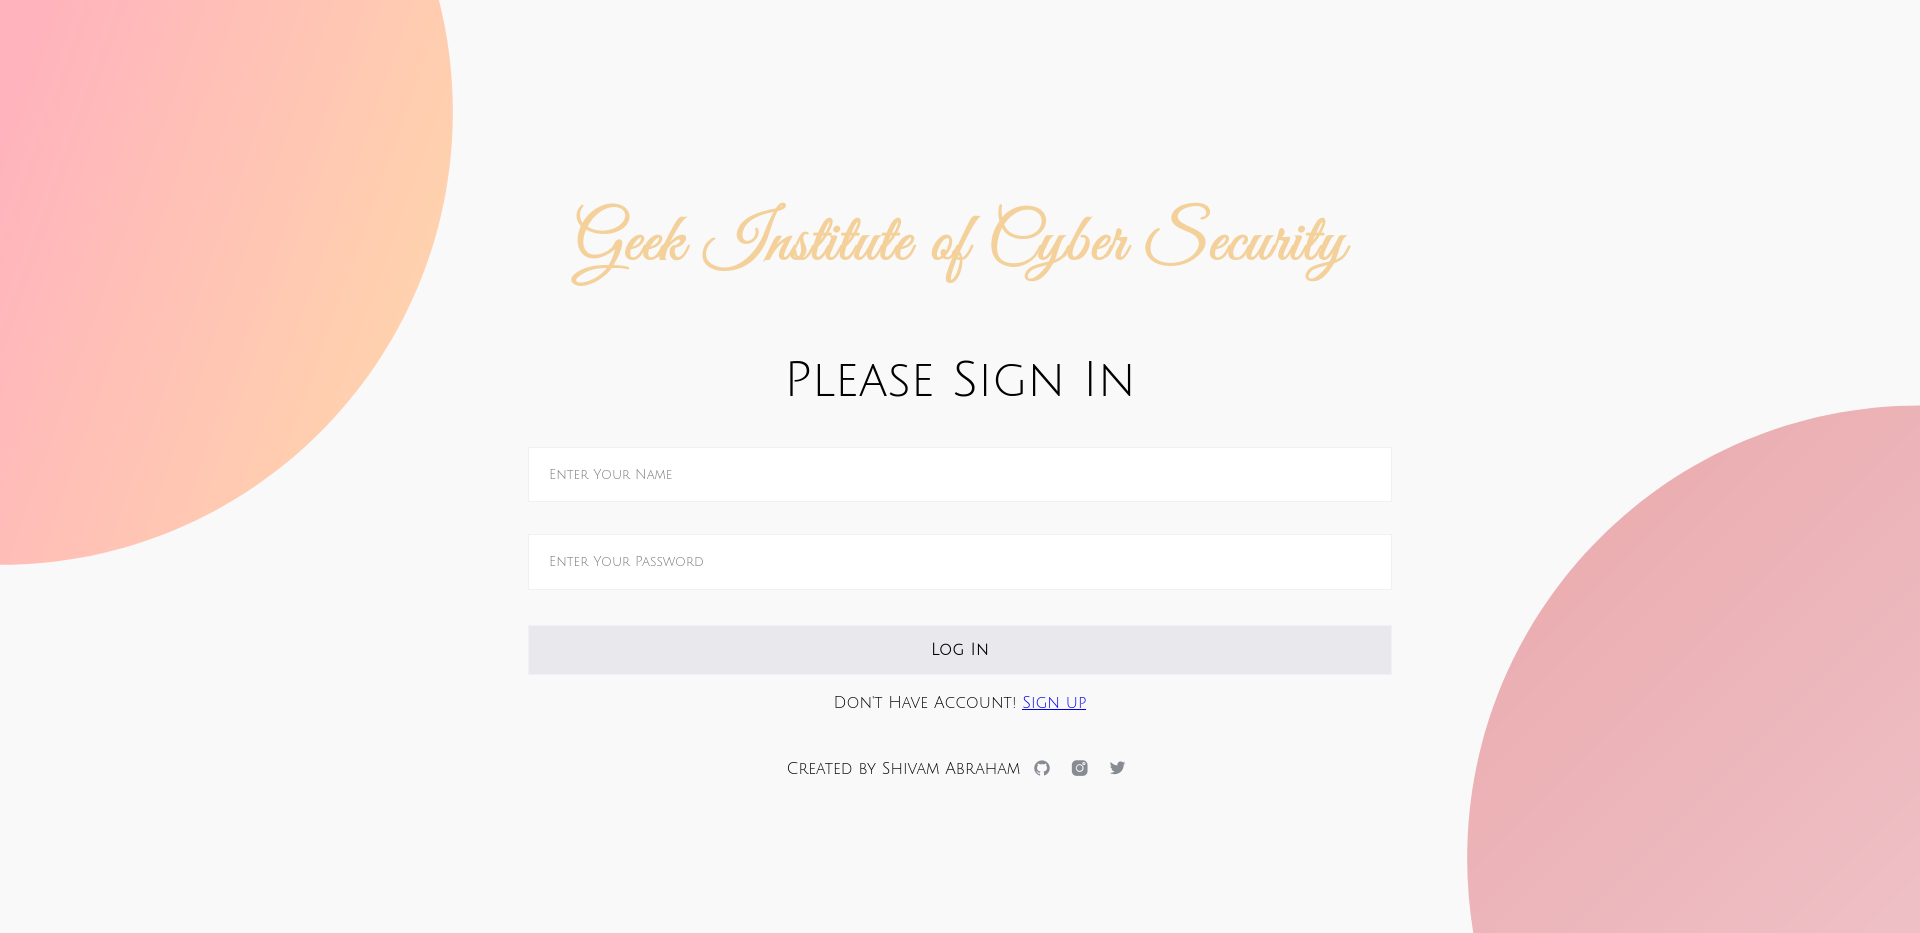 Geek Institute of Cyber Security
Please Sign In
Enter Your Name
Enter Your Password
Log In
Don't Have Account! Sign up
Created by Shivam Abraham